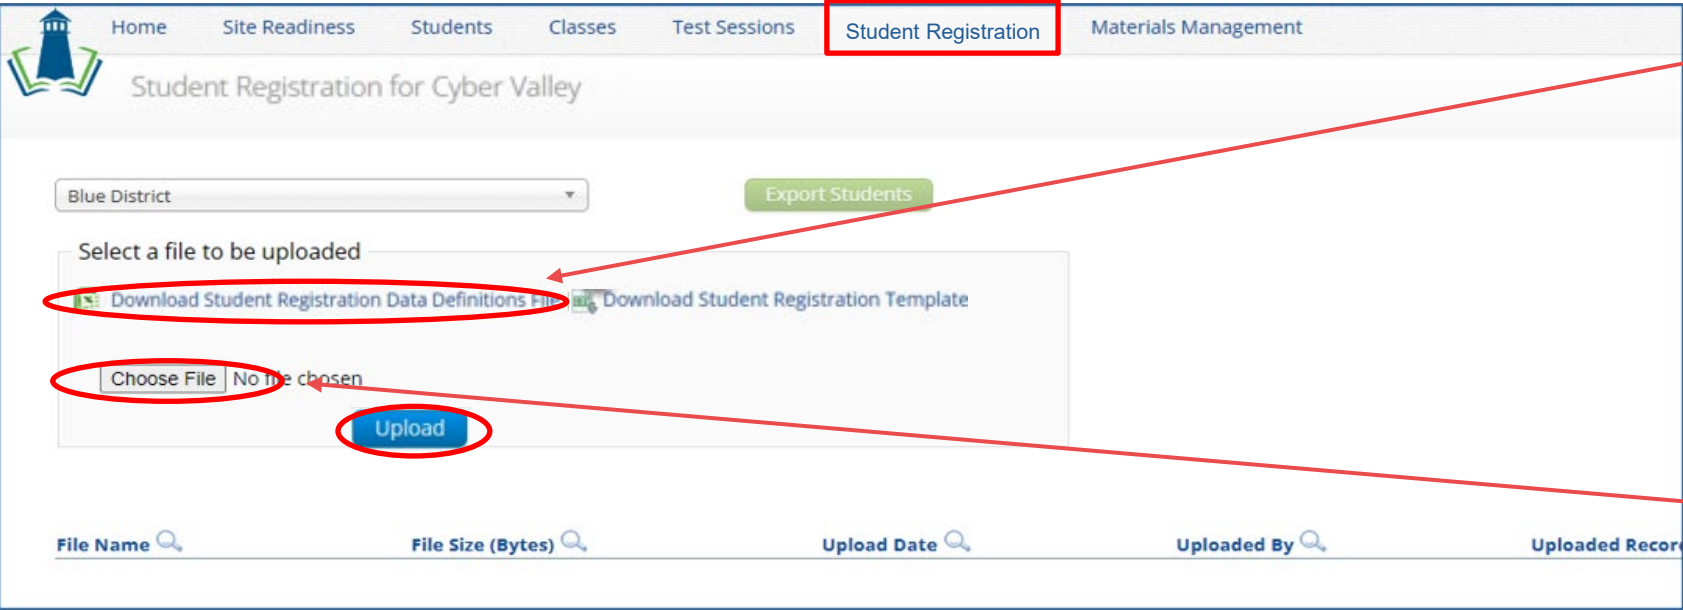 Home Site Readiness Students Classes Test Sessions Student Registration Materials Management
Student Registration for Cyber Valley
Blue District Export Students
Select a file to be uploaded
Download Student Registration Data Definitions File Download Student Registration Template
Choose File No file chosen
Upload
File Name File Size (Bytes) Upload Date Uploaded By Uploaded Recor